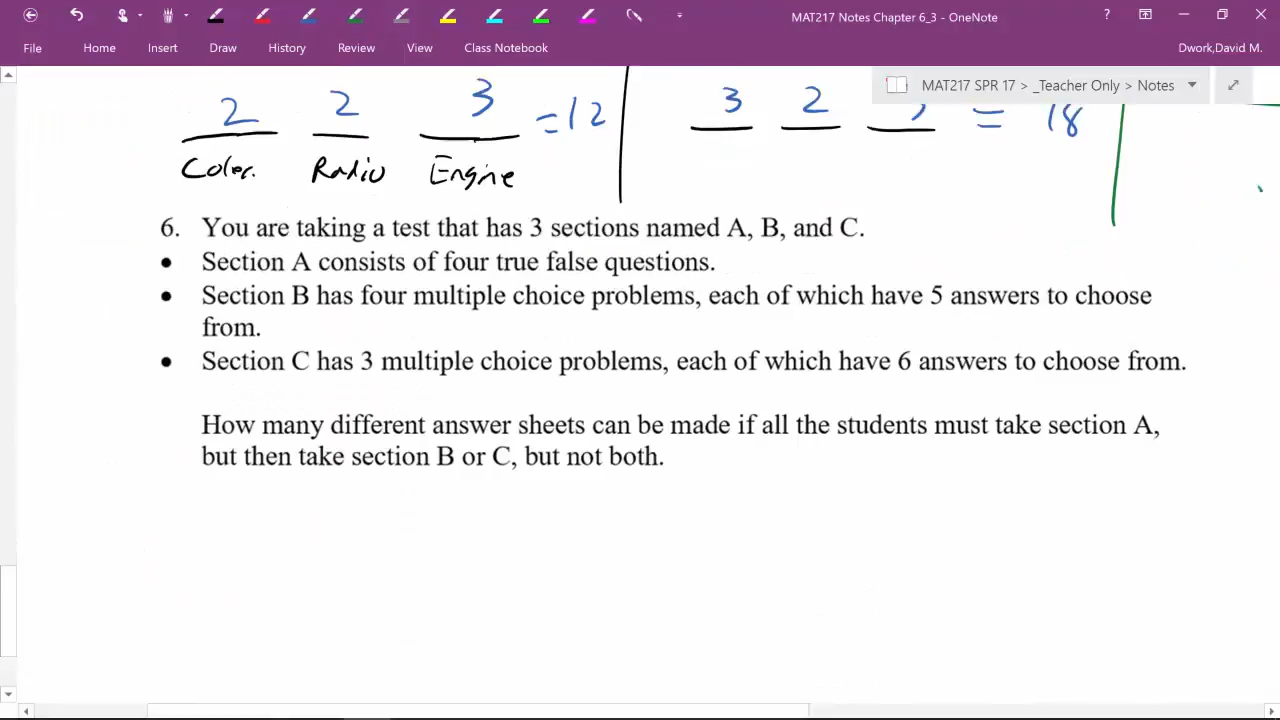 MAT217 Notes Chapter 6_3 - OneNote
File Home Insert Draw History Review View Class Notebook Dwork,David M.
MAT217 SPR 17 > _Teacher Only > Notes
2 2 3 =12 3 2 = 18
Color. Radio Engine
6. You are taking a test that has 3 sections named A, B, and C.
• Section A consists of four true false questions.
• Section B has four multiple choice problems, each of which have 5 answers to choose
from.
• Section C has 3 multiple choice problems, each of which have 6 answers to choose from.
How many different answer sheets can be made if all the students must take section A,
but then take section B or C, but not both.